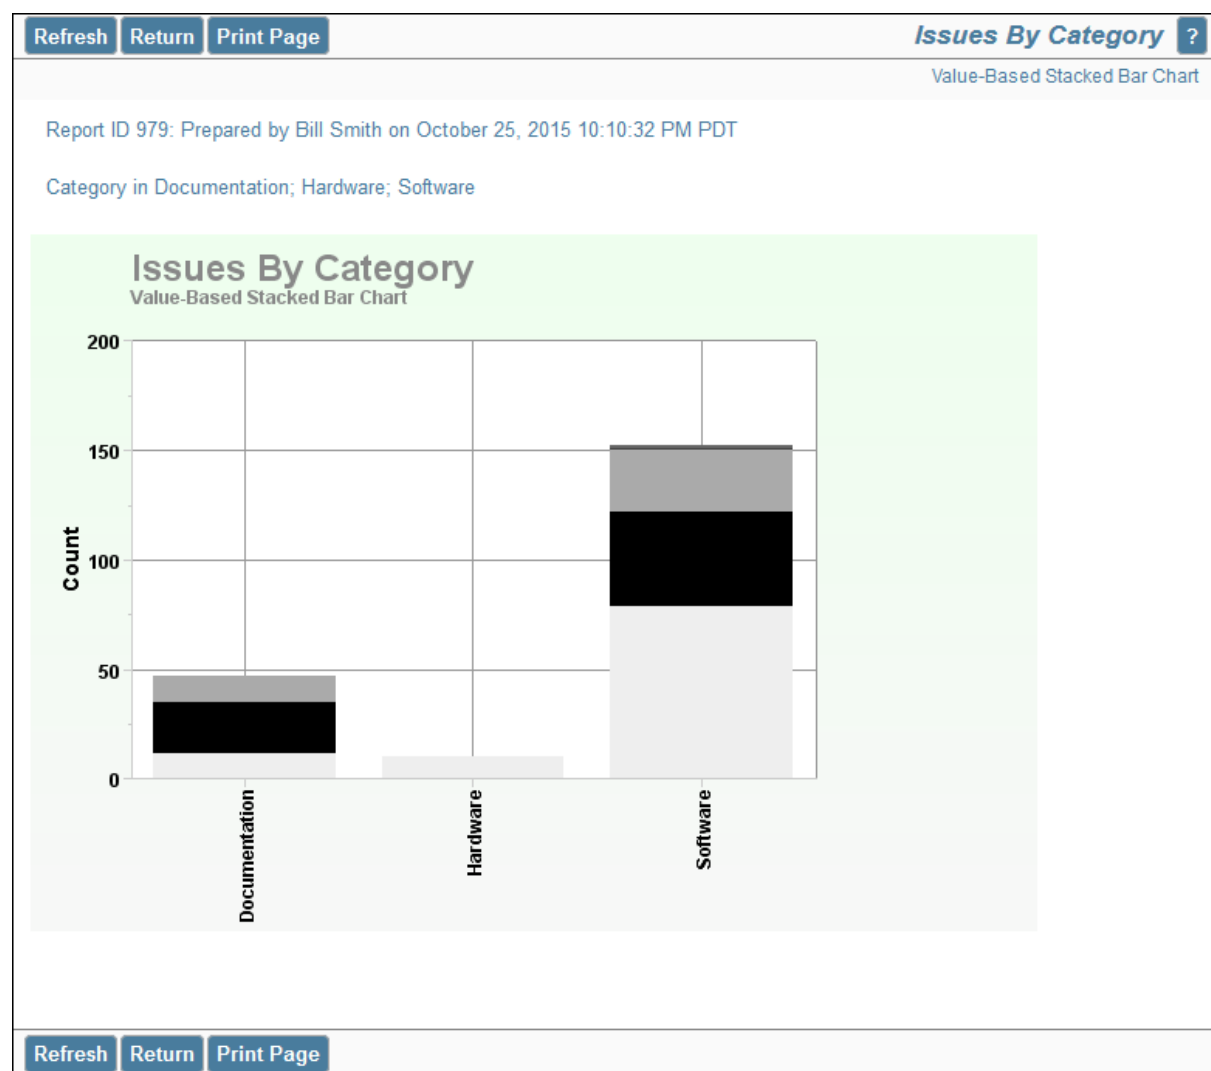 Refresh Return Print Page Issues By Category ?
Value-Based Stacked Bar Chart
Report ID 979: Prepared by Bill Smith on October 25, 2015 10:10:32 PM PDT
Category in Documentation; Hardware; Software
Issues By Category
Value-Based Stacked Bar Chart
200
150
100
50
0
Count
Documentation
Hardware
Software
Refresh Return Print Page